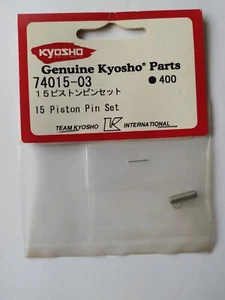 KYOSHO
Genuine Kyosho® Parts
74015-03 ●400
15ピストンピンセット
15 Piston Pin Set
TEAM KYOSHO K INTERNATIONAL